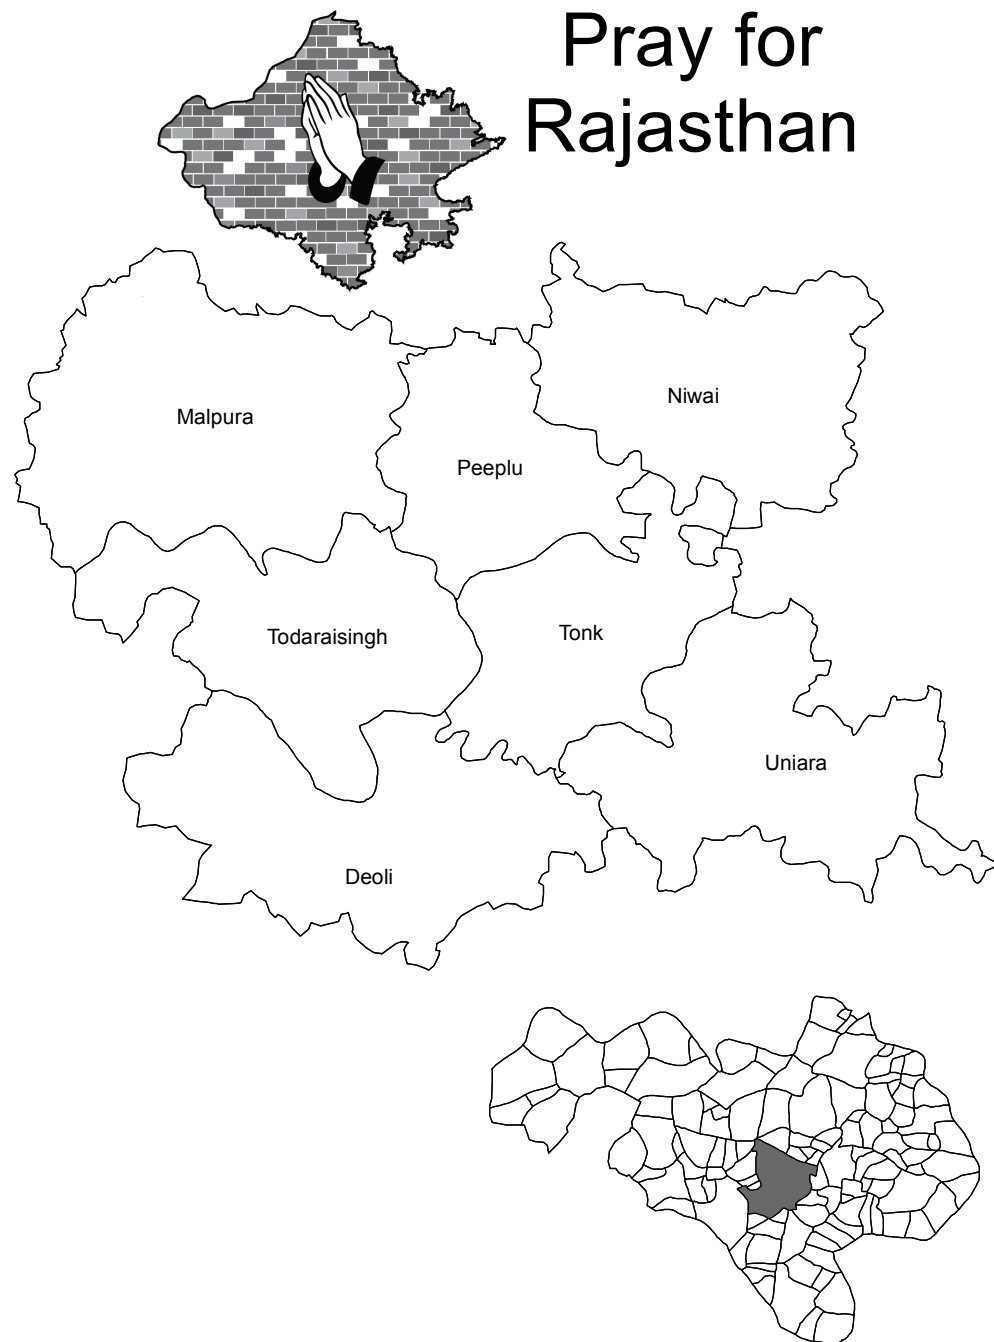 Pray for
Rajasthan
Niwai
Malpura
Peeplu
Tonk
Todaraisingh
Uniara
Deoli